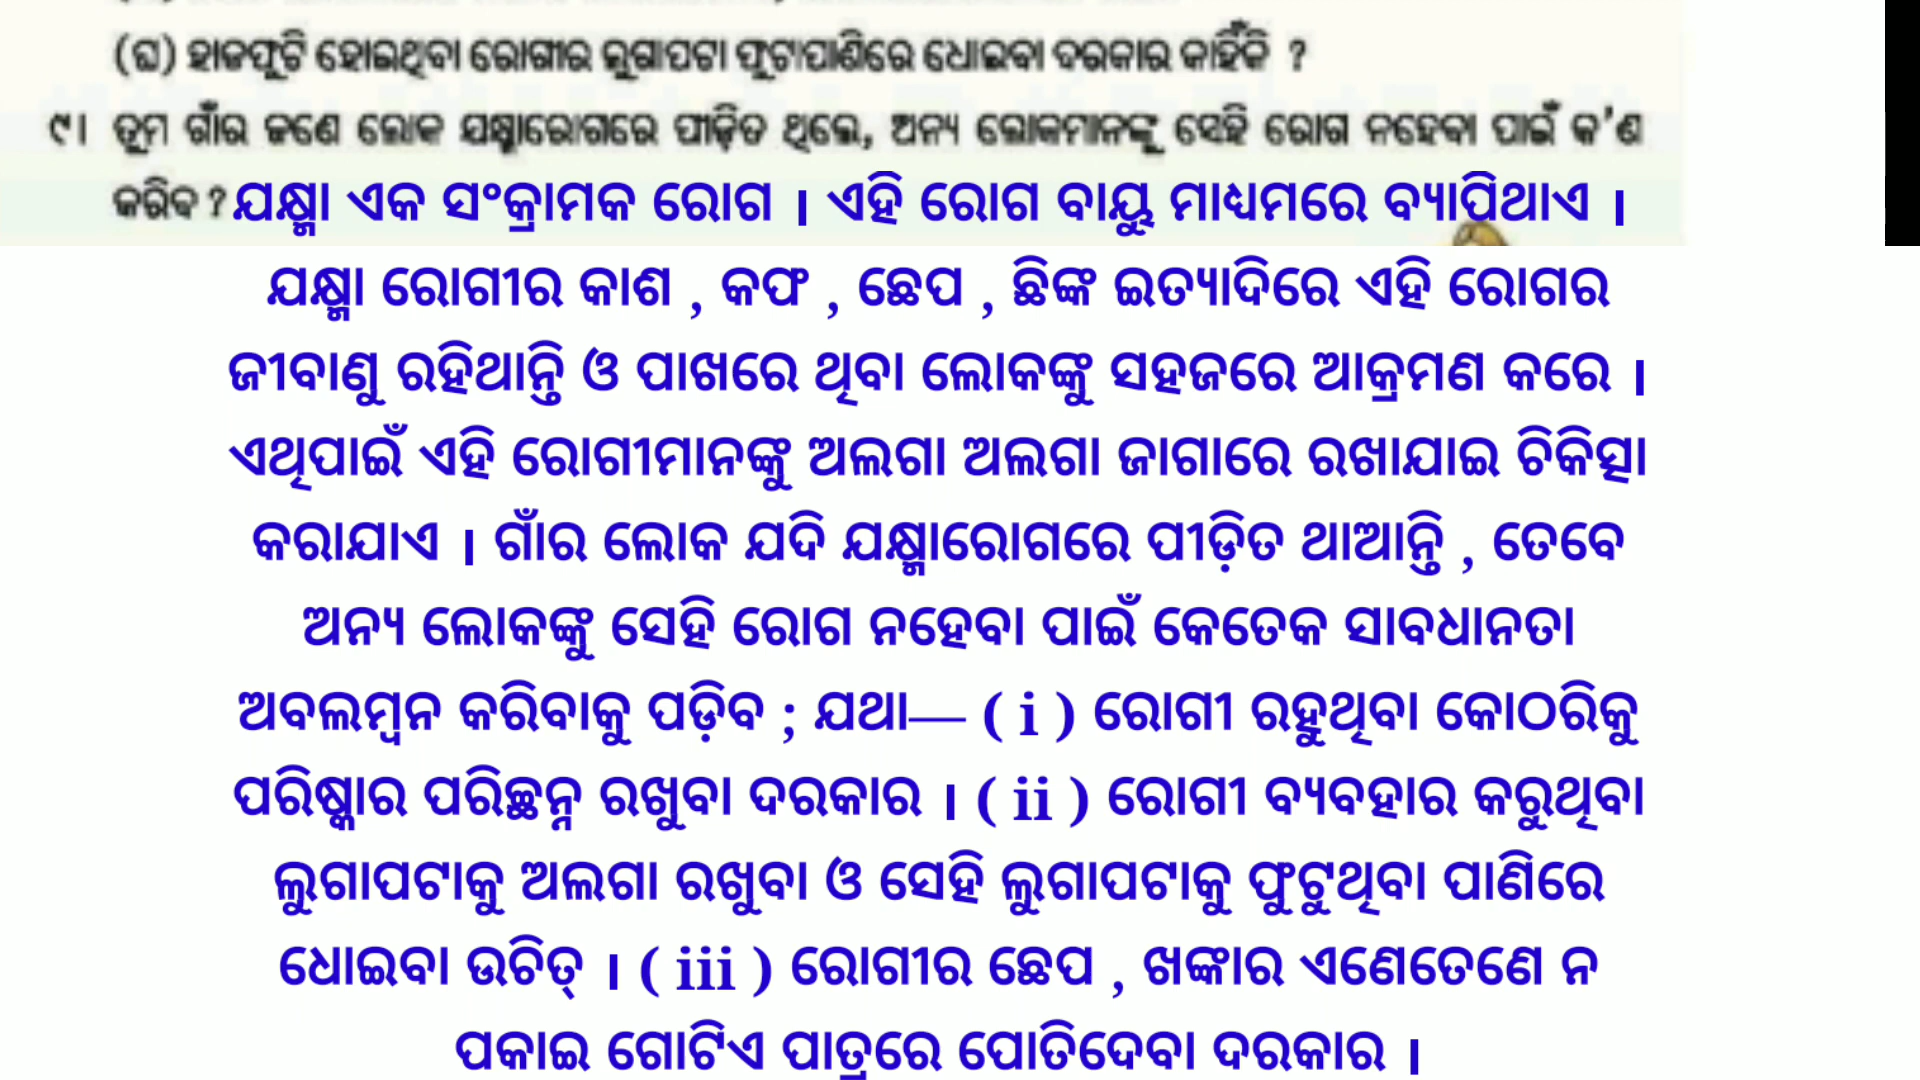 (ଘ) ହାଡଫୁଟି ହୋଇଥିବା ରୋଗୀର ଲୁଗାପଟା ଫୁଟାପାଣିରେ ଧୋଇବା ଦରକାର କାହିଁକି ?
୯। ତୁମ ଗାଁର ଜଣେ ଲୋକ ଯକ୍ଷ୍ମାରୋଗରେ ପୀଡ଼ିତ ଥିଲେ, ଅନ୍ୟ ଲୋକମାନଙ୍କୁ ସେହି ରୋଗ ନହେବା ପାଇଁ କ'ଣ
କରିବ ? ଯକ୍ଷ୍ମା ଏକ ସଂକ୍ରାମକ ରୋଗ । ଏହି ରୋଗ ବାୟୁ ମାଧ୍ୟମରେ ବ୍ୟାପିଥାଏ ।
ଯକ୍ଷ୍ମା ରୋଗୀର କାଶ , କଫ , ଛେପ , ଛିଙ୍କ ଇତ୍ୟାଦିରେ ଏହି ରୋଗର
ଜୀବାଣୁ ରହିଥାନ୍ତି ଓ ପାଖରେ ଥିବା ଲୋକଙ୍କୁ ସହଜରେ ଆକ୍ରମଣ କରେ ।
ଏଥିପାଇଁ ଏହି ରୋଗୀମାନଙ୍କୁ ଅଲଗା ଅଲଗା ଜାଗାରେ ରଖାଯାଇ ଚିକିତ୍ସା
କରାଯାଏ । ଗାଁର ଲୋକ ଯଦି ଯକ୍ଷ୍ମାରୋଗରେ ପୀଡ଼ିତ ଥାଆନ୍ତି , ତେବେ
ଅନ୍ୟ ଲୋକଙ୍କୁ ସେହି ରୋଗ ନହେବା ପାଇଁ କେତେକ ସାବଧାନତା
ଅବଲମ୍ବନ କରିବାକୁ ପଡ଼ିବ ; ଯଥା— ( i ) ରୋଗୀ ରହୁଥିବା କୋଠରିକୁ
ପରିଷ୍କାର ପରିଚ୍ଛନ୍ନ ରଖୁବା ଦରକାର । ( ii ) ରୋଗୀ ବ୍ୟବହାର କରୁଥିବା
ଲୁଗାପଟାକୁ ଅଲଗା ରଖୁବା ଓ ସେହି ଲୁଗାପଟାକୁ ଫୁଟୁଥିବା ପାଣିରେ
ଧୋଇବା ଉଚିତ୍ । ( iii ) ରୋଗୀର ଛେପ , ଖଙ୍କାର ଏଣେତେଣେ ନ
ପକାଇ ଗୋଟିଏ ପାତ୍ରରେ ପୋତିଦେବା ଦରକାର ।